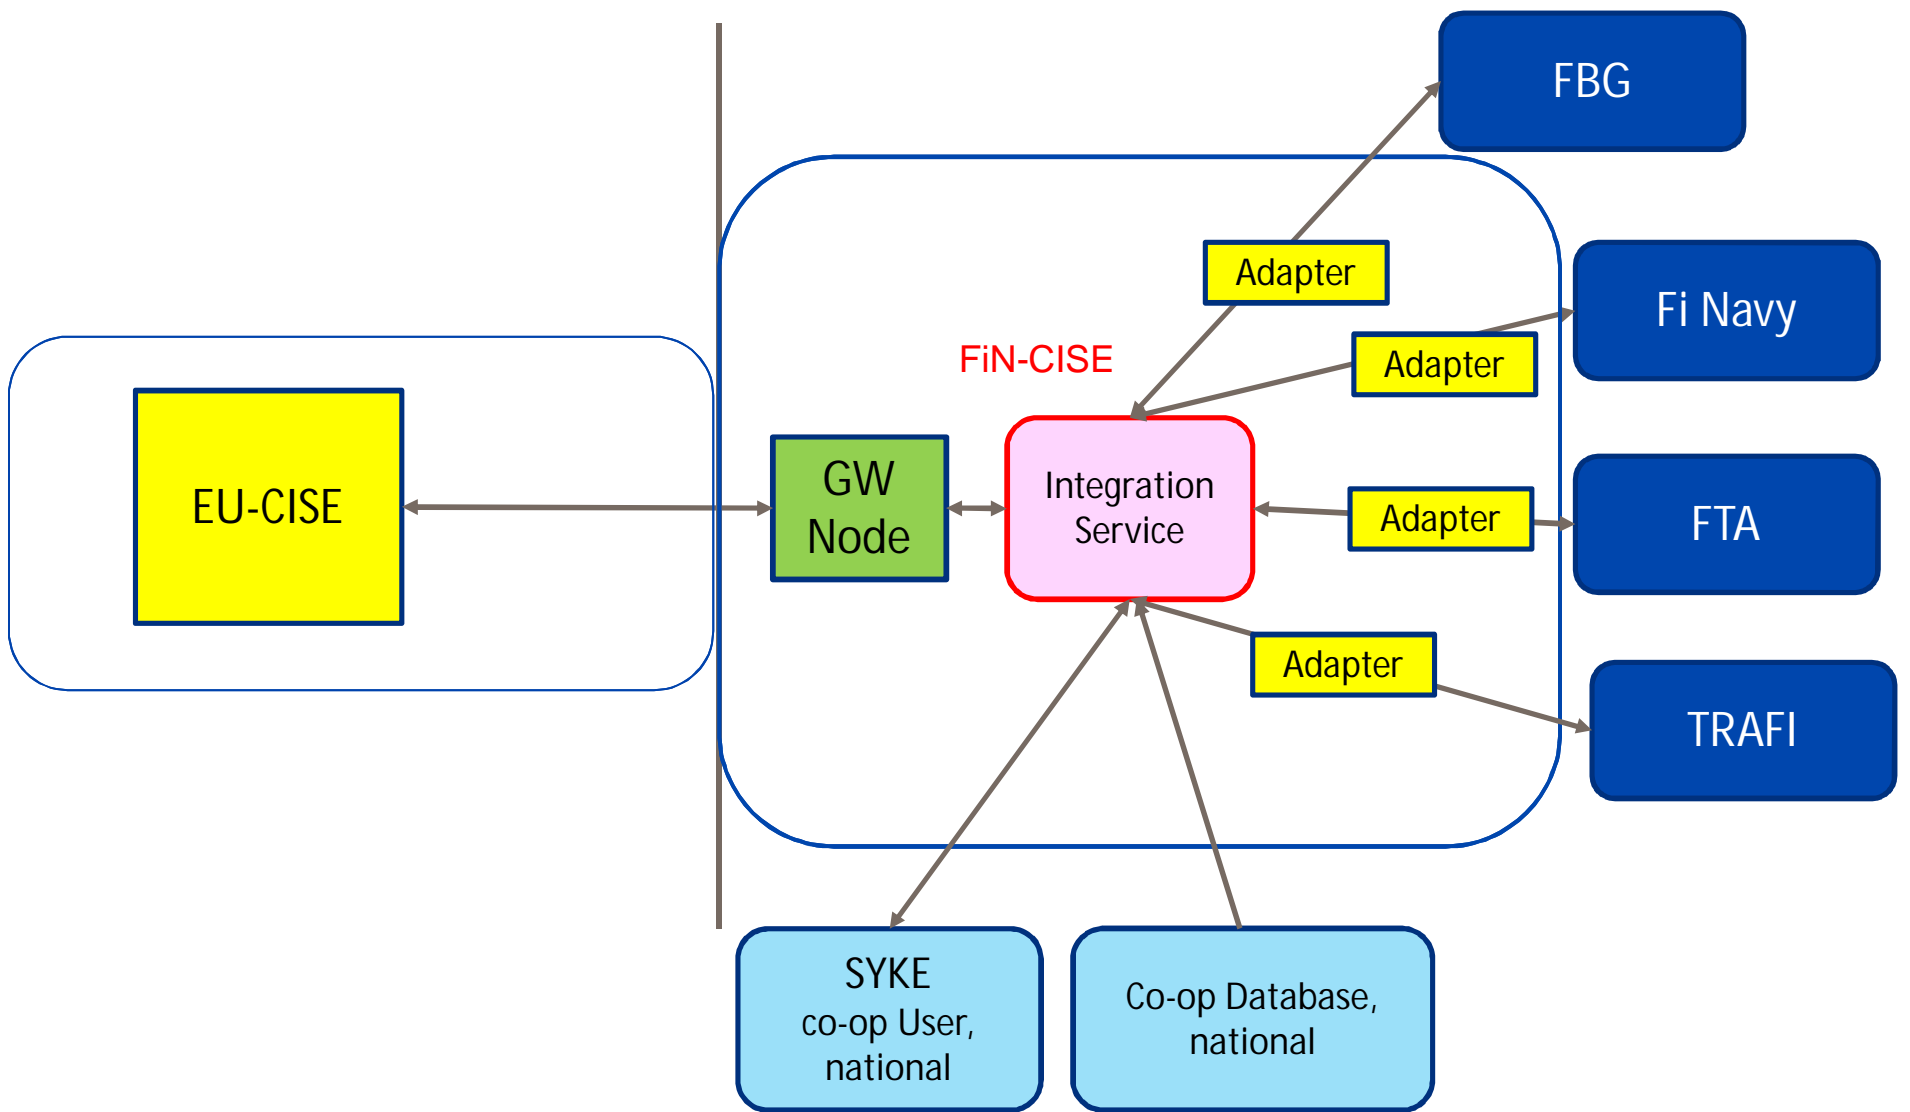 FBG
Adapter
Fi Navy
FiN-CISE
Adapter
EU-CISE
GW
Node
Integration
Service
Adapter
FTA
Adapter
TRAFI
SYKE
co-op User,
national
Co-op Database,
national